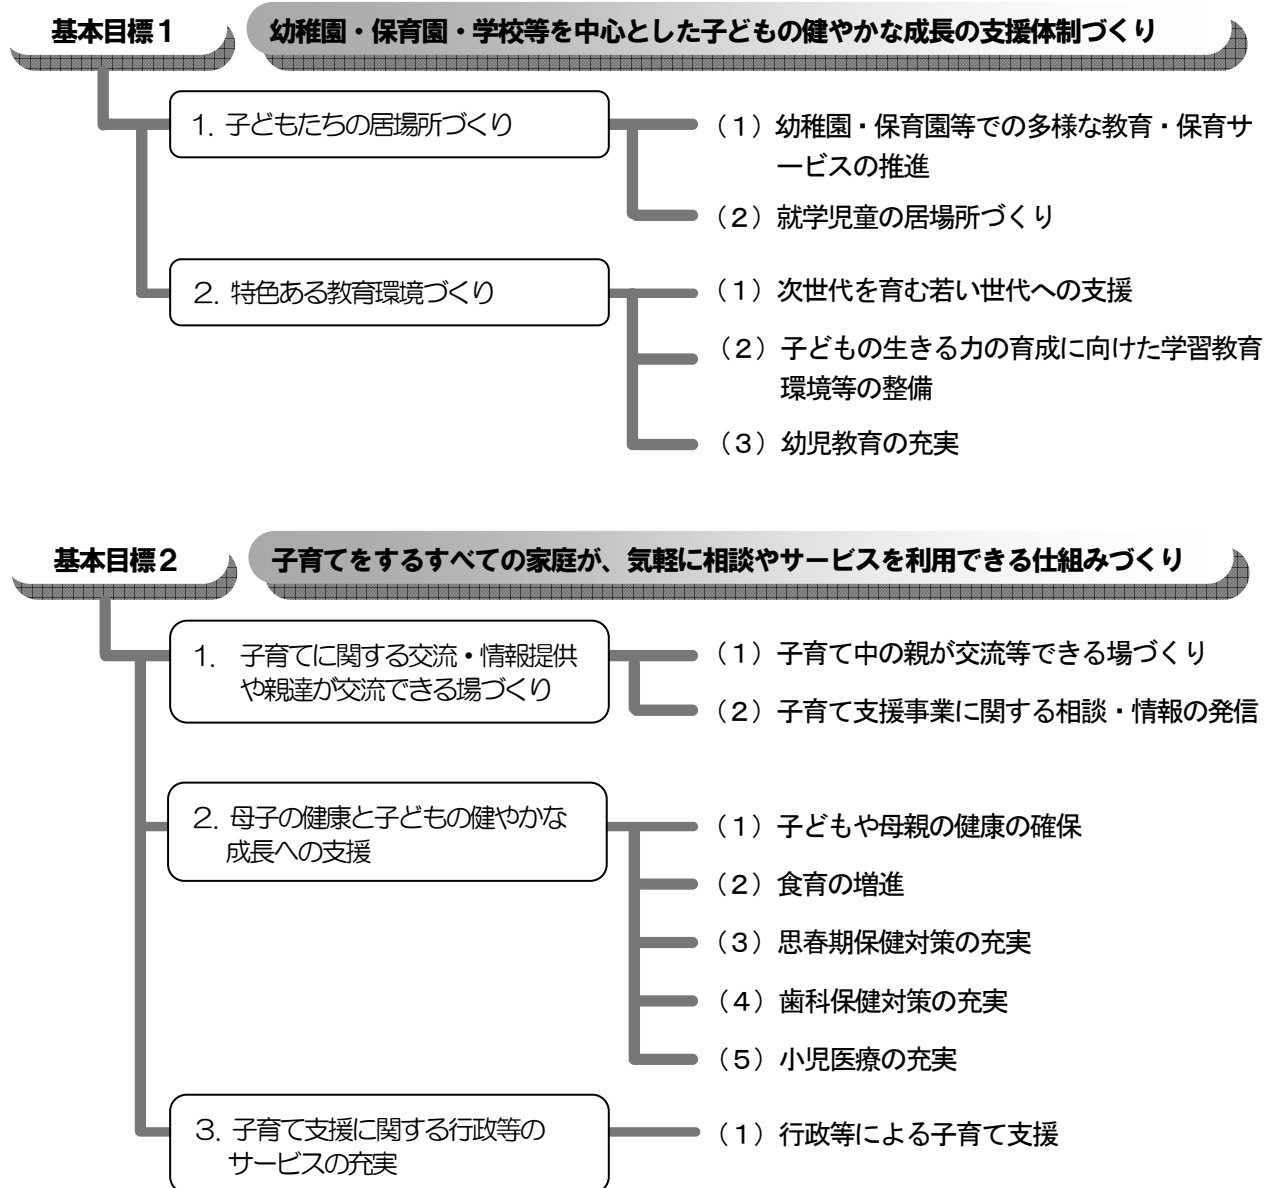 基本目標1
幼稚園・保育園・学校等を中心とした子どもの健やかな成長の支援体制づくり
1. 子どもたちの居場所づくり
(1) 幼稚園・保育園等での多様な教育・保育サ
ービスの推進
(2) 就学児童の居場所づくり
2. 特色ある教育環境づくり
(1) 次世代を育む若い世代への支援
(2) 子どもの生きる力の育成に向けた学習教育
環境等の整備
(3) 幼児教育の充実
基本目標2
子育てをするすべての家庭が、気軽に相談やサービスを利用できる仕組みづくり
1. 子育てに関する交流・情報提供
や親達が交流できる場づくり
(1) 子育て中の親が交流等できる場づくり
(2) 子育て支援事業に関する相談・情報の発信
2. 母子の健康と子どもの健やかな
成長への支援
(1) 子どもや母親の健康の確保
(2) 食育の増進
(3) 思春期保健対策の充実
(4) 歯科保健対策の充実
(5) 小児医療の充実
3. 子育て支援に関する行政等の
サービスの充実
(1) 行政等による子育て支援